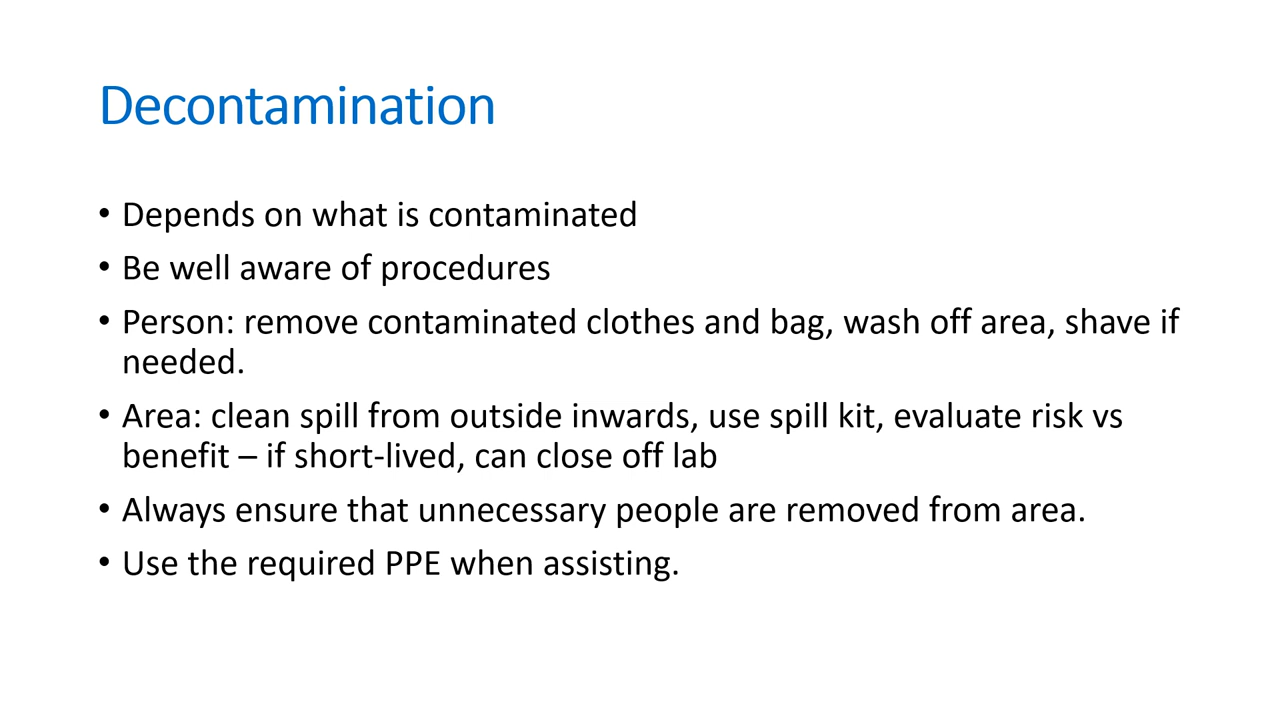 Decontamination
• Depends on what is contaminated
• Be well aware of procedures
• Person: remove contaminated clothes and bag, wash off area, shave if
needed.
• Area: clean spill from outside inwards, use spill kit, evaluate risk vs
benefit – if short-lived, can close off lab
• Always ensure that unnecessary people are removed from area.
• Use the required PPE when assisting.